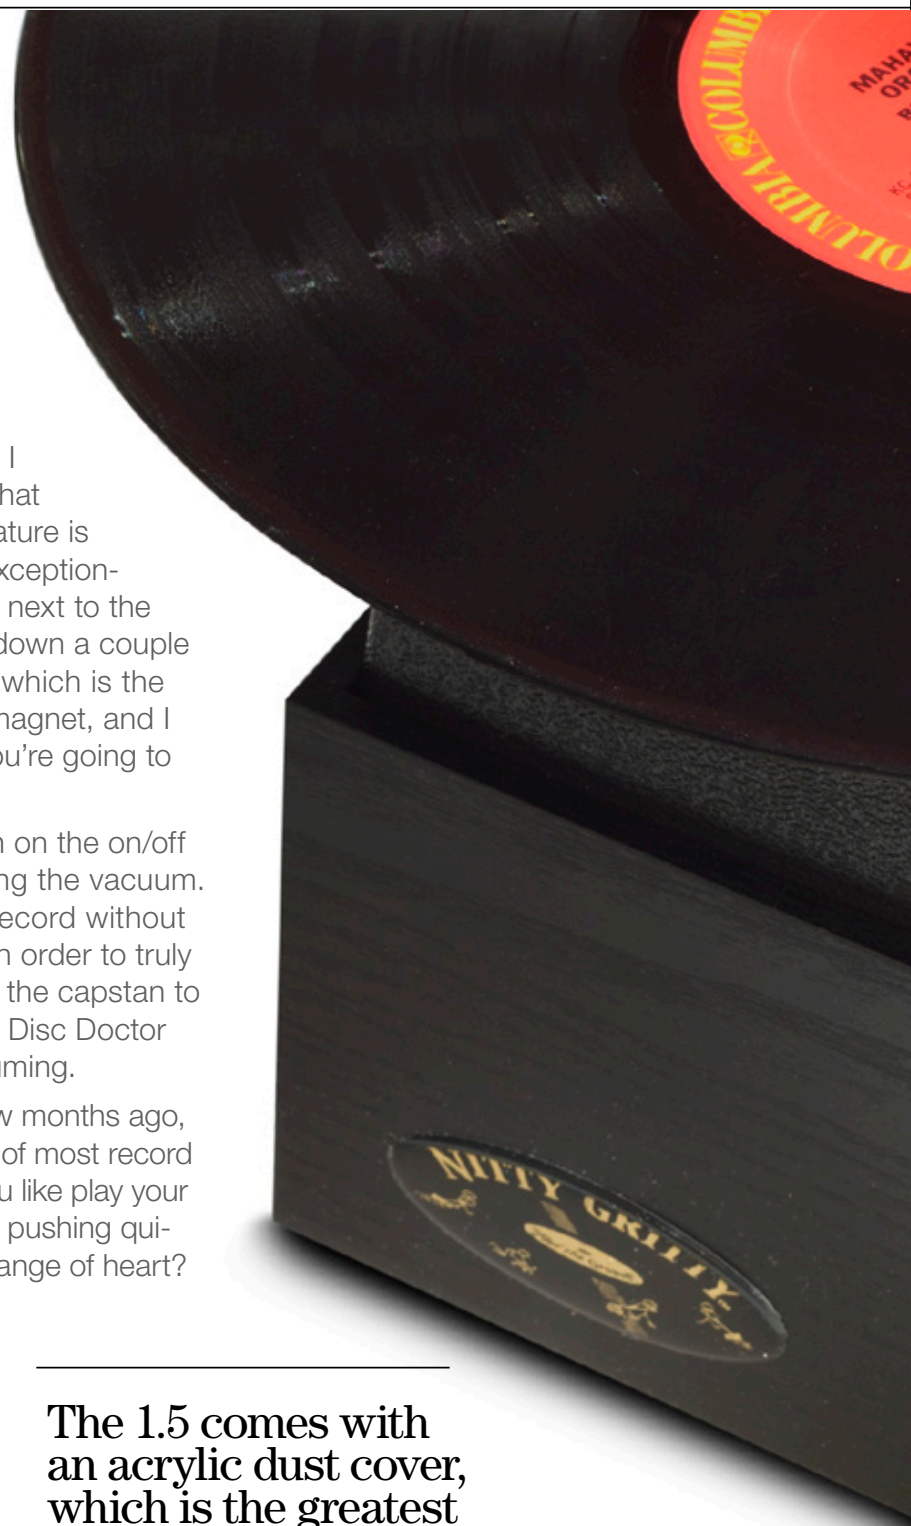 COLUMBIA
COLUMBIA
I
hat
ature is
xception-
next to the
down a couple
which is the
magnet, and I
ou're going to
n on the on/off
ng the vacuum.
ecord without
n order to truly
the capstan to
Disc Doctor
uming.
w months ago,
of most record
u like play your
pushing qui-
ange of heart?
NITTY GRITTY
The 1.5 comes with
an acrylic dust cover,
which is the greatest